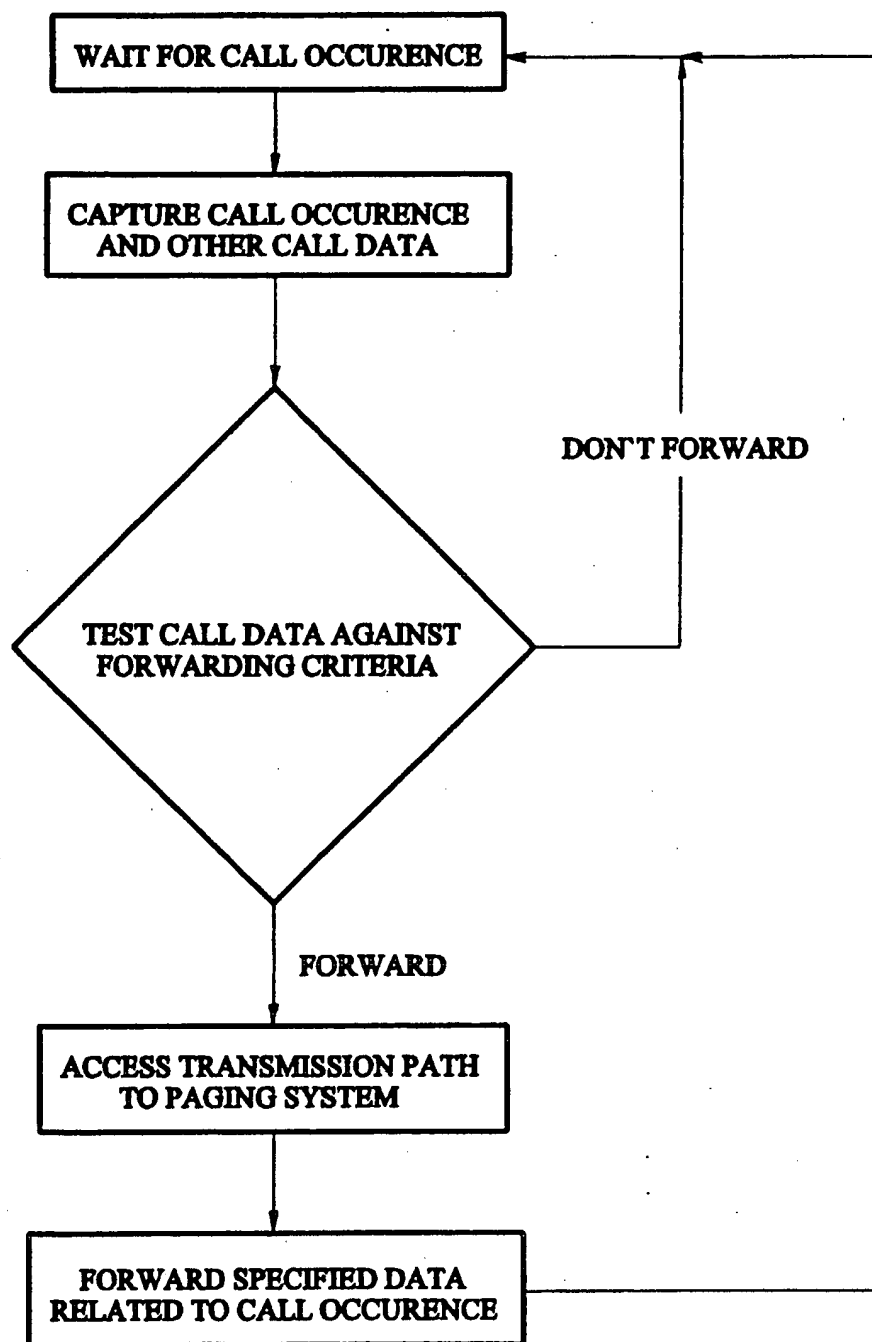 WAIT FOR CALL OCCURENCE
CAPTURE CALL OCCURENCE
AND OTHER CALL DATA
DON'T FORWARD
TEST CALL DATA AGAINST
FORWARDING CRITERIA
FORWARD
ACCESS TRANSMISSION PATH
TO PAGING SYSTEM
FORWARD SPECIFIED DATA
RELATED TO CALL OCCURENCE